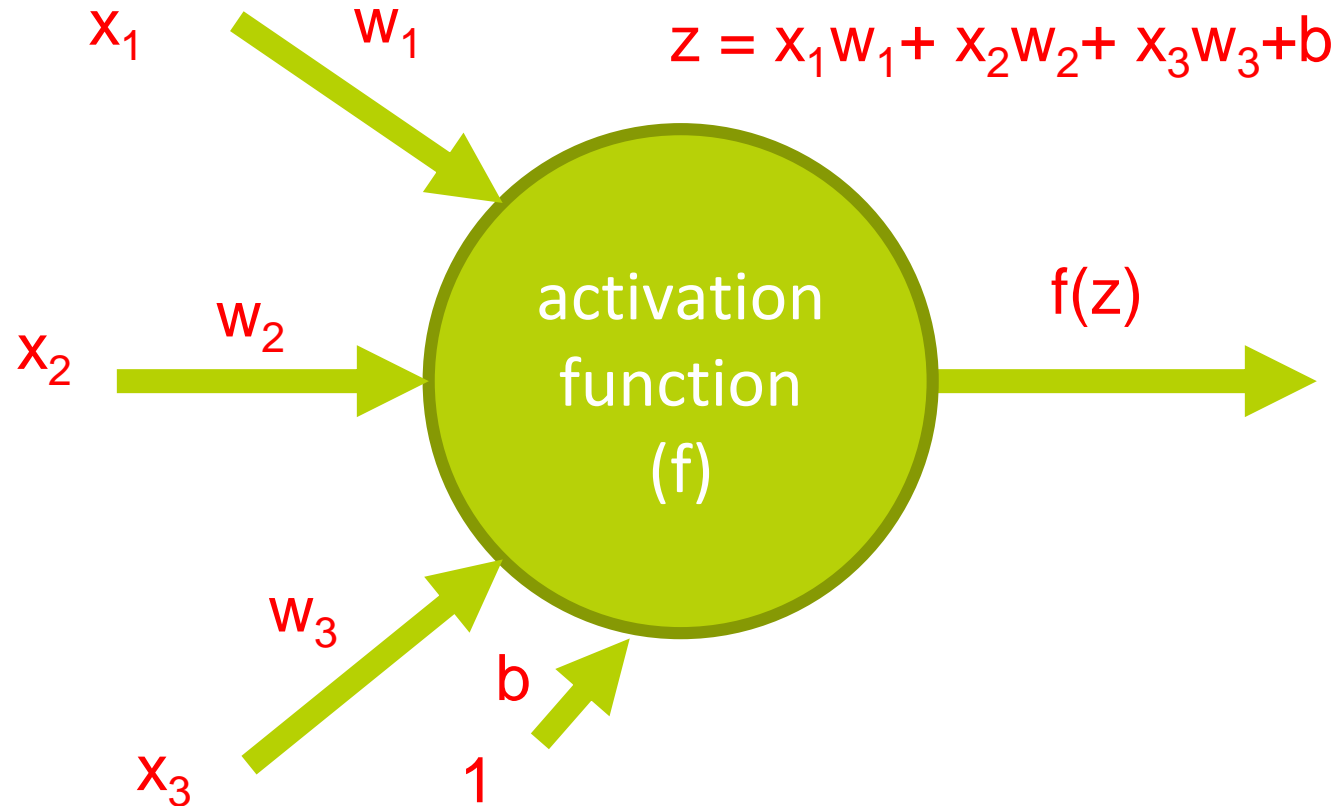 x₁
w₁
z = x₁w₁+ x₂w₂+ x₃w₃+b
x₂
w₂
activation
function
(f)
f(z)
w₃
x₃
b
1